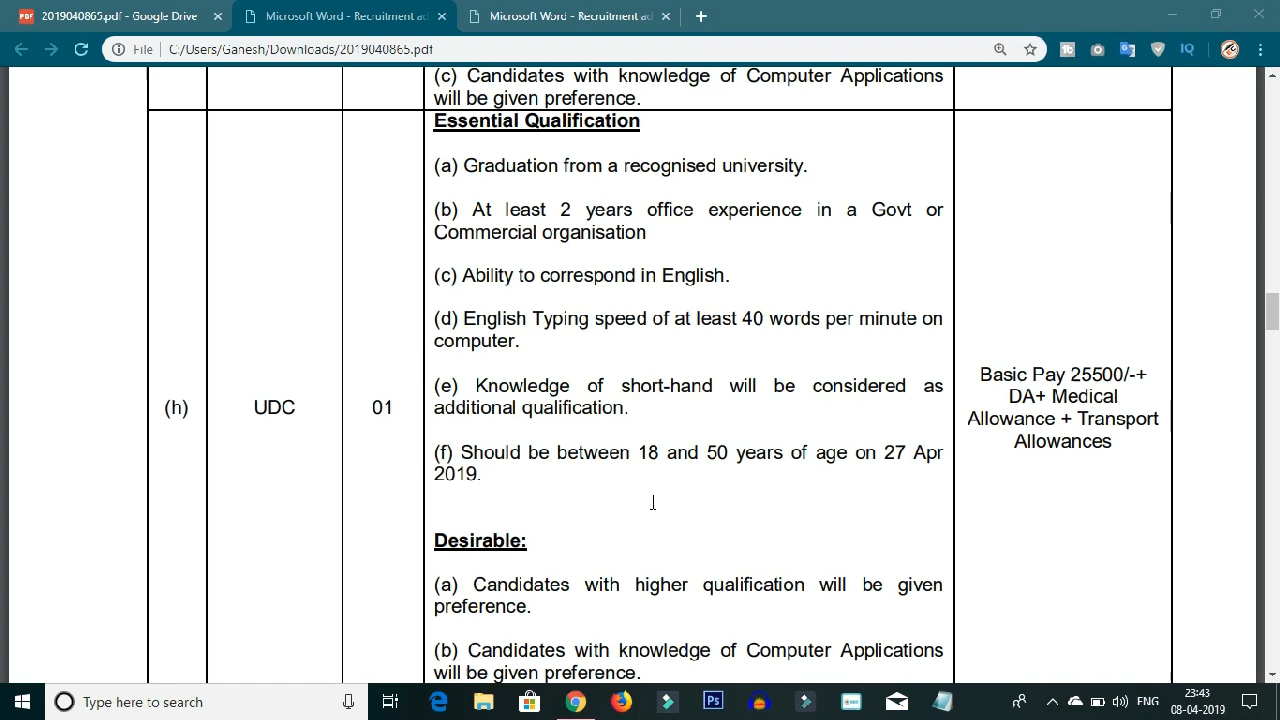 2019040865.pdf - Google Drive
Microsoft Word - Recruitment ad
Microsoft Word - Recruitment ad
File
C:/Users/Ganesh/Downloads/2019040865.pdf
(c) Candidates with knowledge of Computer Applications
will be given preference.
Essential Qualification
(a) Graduation from a recognised university.
(b) At least 2 years office experience in a Govt or
Commercial organisation
(c) Ability to correspond in English.
(d) English Typing speed of at least 40 words per minute on
computer.
(e) Knowledge of short-hand will be considered as
additional qualification.
(f) Should be between 18 and 50 years of age on 27 Apr
2019.
Desirable:
(a) Candidates with higher qualification will be given
preference.
(b) Candidates with knowledge of Computer Applications
will be given preference.
(h)
UDC
01
Basic Pay 25500/-+
DA+ Medical
Allowance + Transport
Allowances
Type here to search
Ps
ENG
23:43
08-04-2019